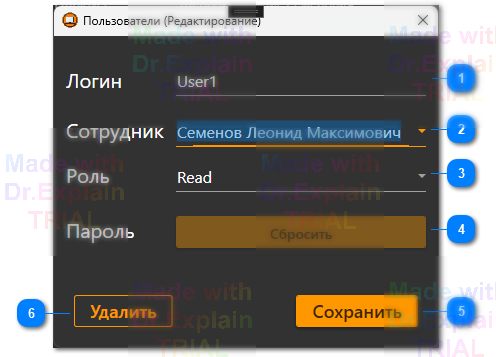 Пользователи (Редактирование)
Made with
Dr.Explain
TRIAL
Made with
Dr.Explain
TRIAL
Логин
User1
1
Сотрудник
Семенов Леонид Максимович
2
Made with
Dr.Explain
TRIAL
Made with
Dr.Explain
TRIAL
Роль
Read
3
Пароль
Сбросить
4
6
Удалить
Сохранить
5
Made with
Dr.Explain
TRIAL
Made with
Dr.Explain
TRIAL